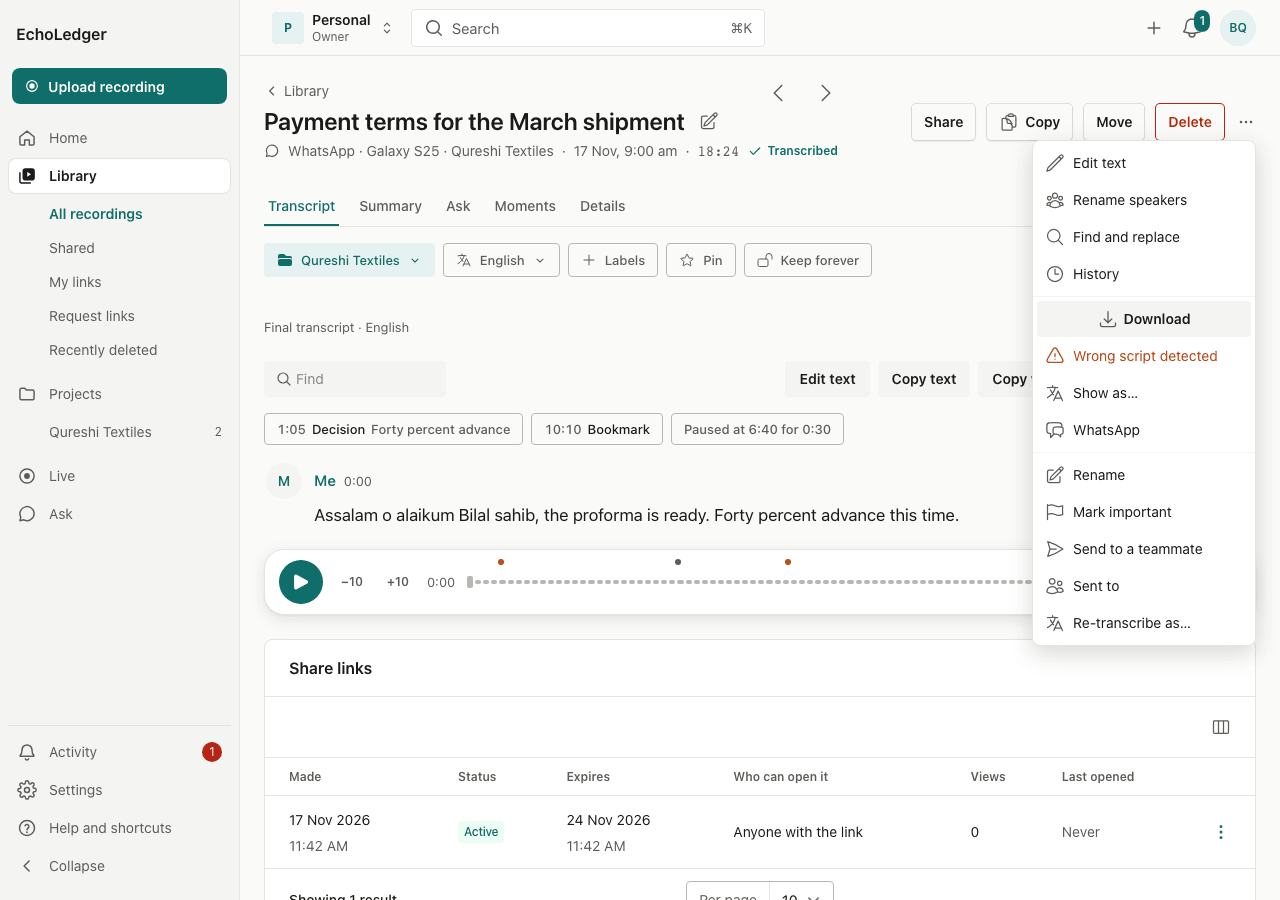 EchoLedger
Upload recording
Home
Library
All recordings
Shared
My links
Request links
Recently deleted
Projects
Qureshi Textiles 2
Live
Ask
Activity 1
Settings
Help and shortcuts
Collapse
P Personal
Owner
Search ⌘K
1
BQ
Library
Payment terms for the March shipment
Share Copy Move Delete
WhatsApp · Galaxy S25 · Qureshi Textiles · 17 Nov, 9:00 am · 18:24 Transcribed
Transcript Summary Ask Moments Details
Qureshi Textiles English Labels Pin Keep forever
Final transcript · English
Find Edit text Copy text Copy
1:05 Decision Forty percent advance 10:10 Bookmark Paused at 6:40 for 0:30
M Me 0:00
Assalam o alaikum Bilal sahib, the proforma is ready. Forty percent advance this time.
−10 +10 0:00
Edit text
Rename speakers
Find and replace
History
Download
Wrong script detected
Show as...
WhatsApp
Rename
Mark important
Send to a teammate
Sent to
Re-transcribe as...
Share links
Made Status Expires Who can open it Views Last opened
17 Nov 2026 Active 24 Nov 2026 Anyone with the link 0 Never
11:42 AM 11:42 AM
Showing 1 result Per page 10